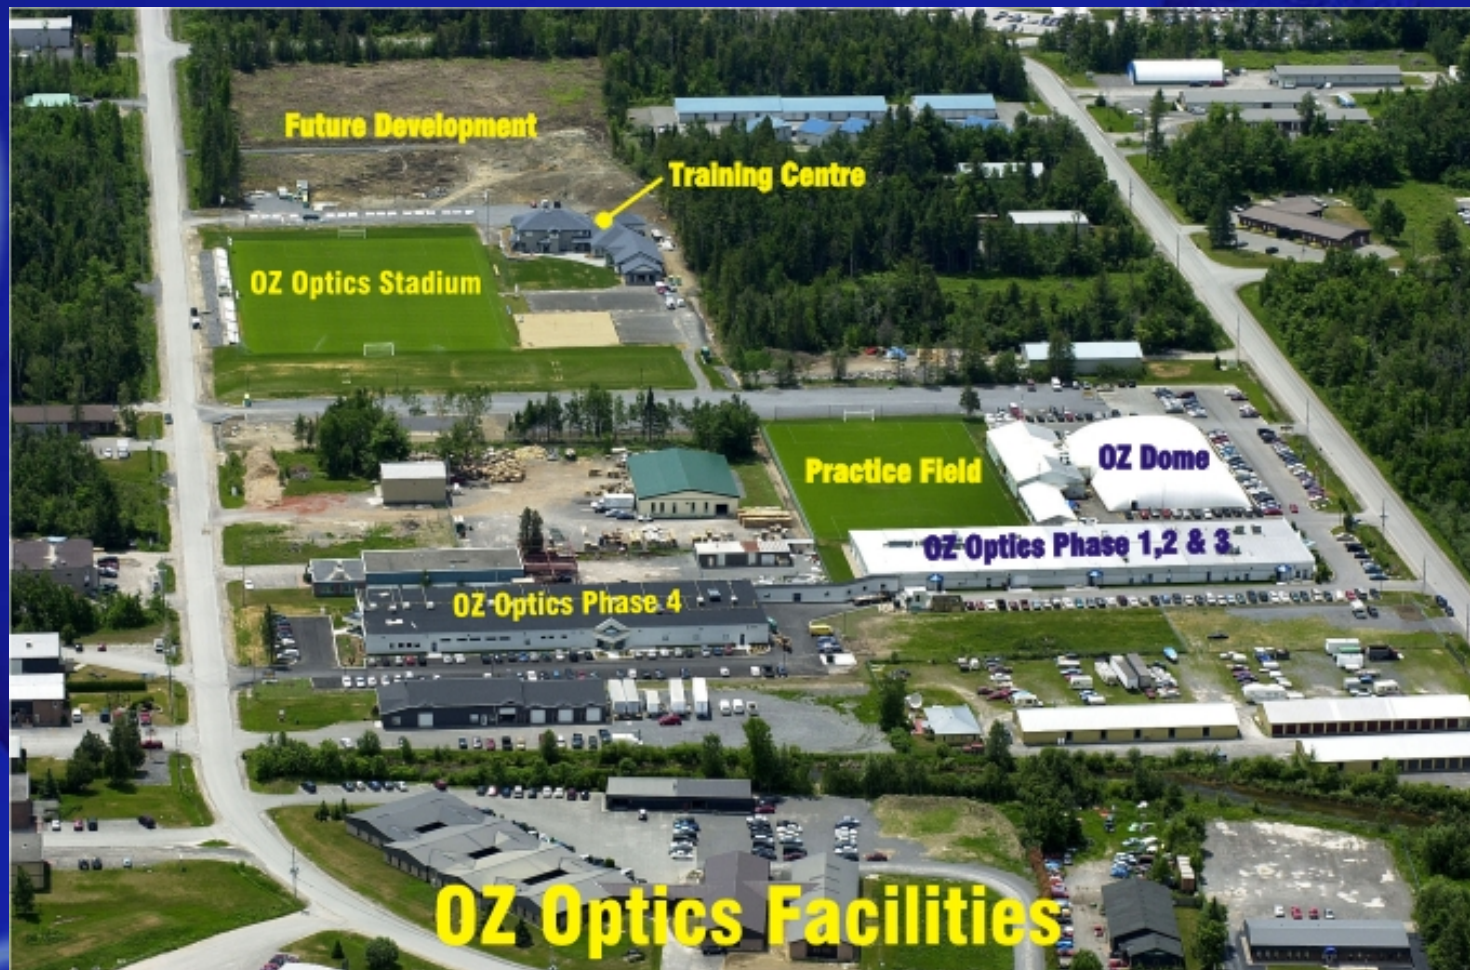 Future Development
Training Centre
OZ Optics Stadium
OZ Dome
Practice Field
OZ Optics Phase 1,2 & 3
OZ Optics Phase 4
OZ Optics Facilities